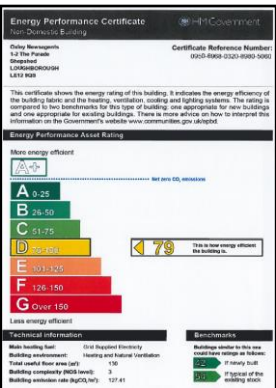 Energy Performance Certificate
HM Government
Non-Domestic Building
Oxley Newsagents
1-2 The Parade
Shepshed
LOUGHBOROUGH
Certificate Reference Number:
This certificate shows the energy rating of this building. It indicates the energy efficiency of
the building fabric and the heating, ventilation, cooling and lighting systems. The rating
compared to two benchmarks for this type of building: one appropriate for new buildings
and one appropriate for existing buildings. There is more advice on how to interpret this
information on the Government's website www.communities.gov.uk/epbd.
Energy Performance Asset Rating
More energy efficient
A+
Net zero CO2 emissions
A 0-25
B 26-50
C 51-75
D 76-100
79
This is how energy efficient
the building is.
E 101-125
F 126-150
G Over 150
Less energy efficient
Technical Information
Main heating fuel: Grid Supplied Electricity
Building environment: Heating and Natural Ventilation
Total useful floor area (m²): 130
Building complexity (NOS level): 3
Building emission rate (kgCO2/m²): 127.41
Benchmarks
Buildings similar to this one
could have ratings as follows:
If newly built
If typical of the
existing stock